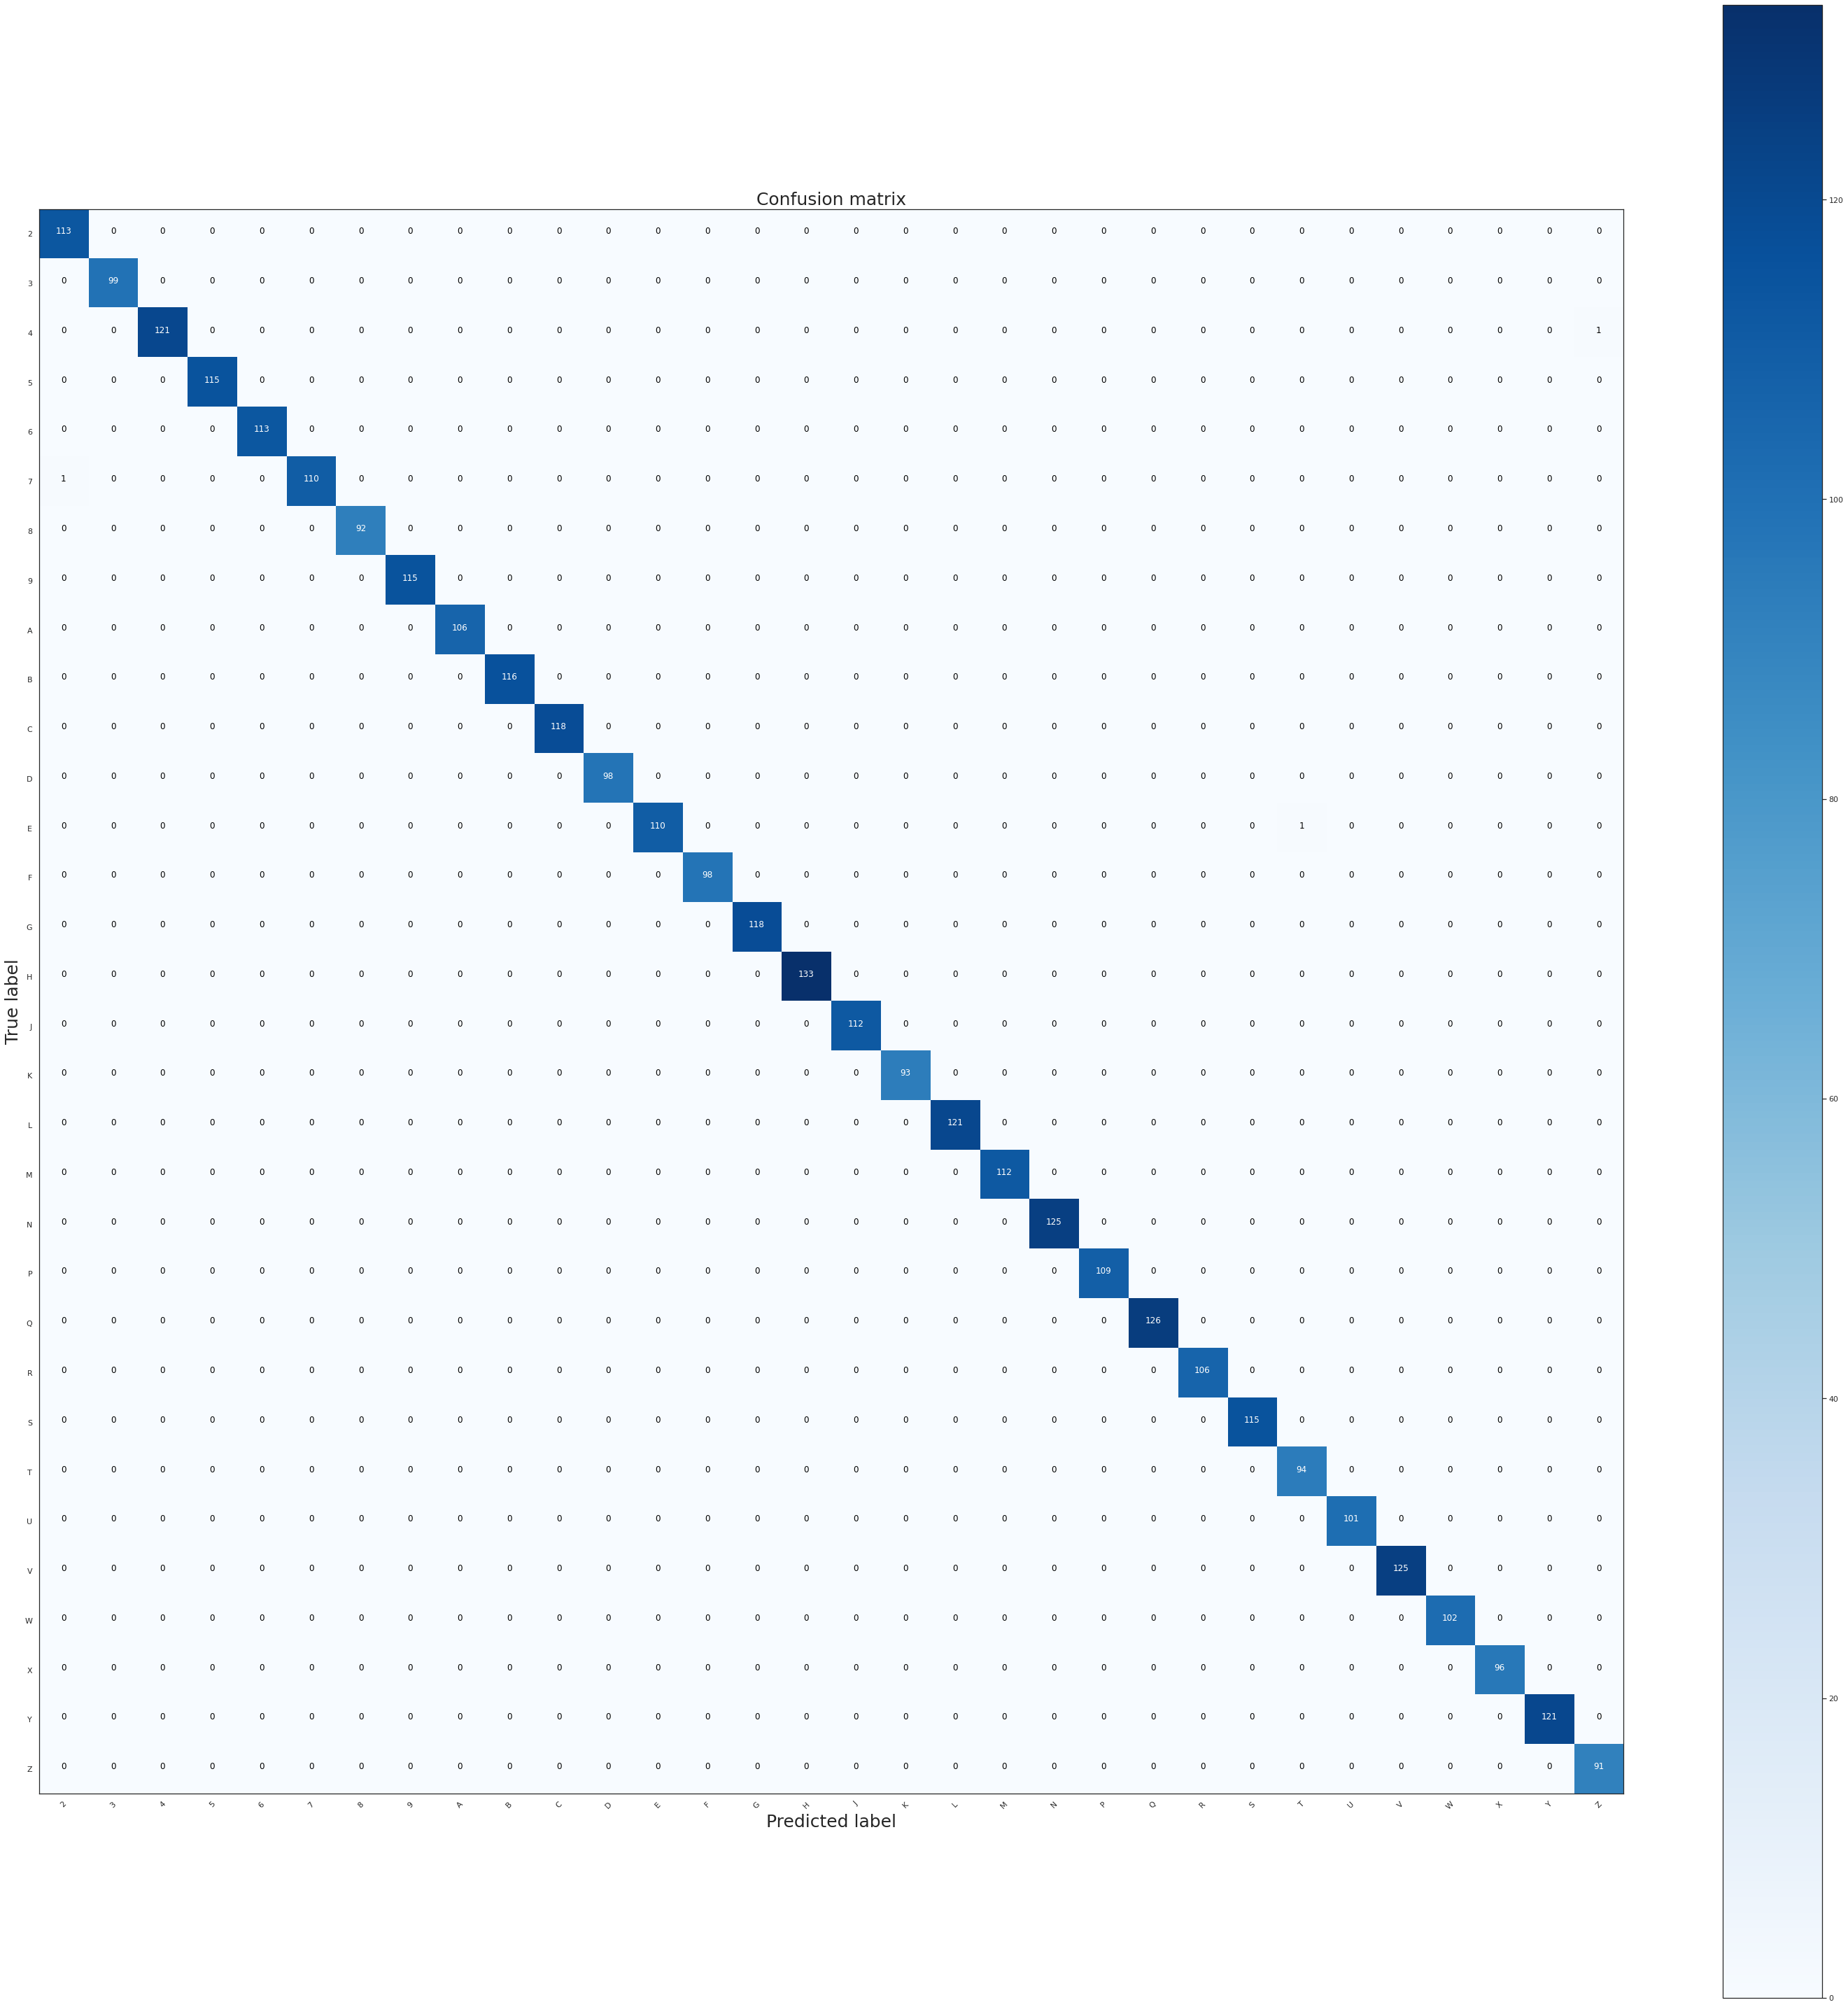 Confusion matrix
True label
2 113 0 0 0 0 0 0 0 0 0 0 0 0 0 0 0 0 0 0 0 0 0 0 0 0 0 0 0 0 0 0 0
3 0 99 0 0 0 0 0 0 0 0 0 0 0 0 0 0 0 0 0 0 0 0 0 0 0 0 0 0 0 0 0 0
4 0 0 121 0 0 0 0 0 0 0 0 0 0 0 0 0 0 0 0 0 0 0 0 0 0 0 0 0 0 0 0 1
5 0 0 0 115 0 0 0 0 0 0 0 0 0 0 0 0 0 0 0 0 0 0 0 0 0 0 0 0 0 0 0 0
6 0 0 0 0 113 0 0 0 0 0 0 0 0 0 0 0 0 0 0 0 0 0 0 0 0 0 0 0 0 0 0 0
7 1 0 0 0 0 110 0 0 0 0 0 0 0 0 0 0 0 0 0 0 0 0 0 0 0 0 0 0 0 0 0 0
8 0 0 0 0 0 0 92 0 0 0 0 0 0 0 0 0 0 0 0 0 0 0 0 0 0 0 0 0 0 0 0 0
9 0 0 0 0 0 0 0 115 0 0 0 0 0 0 0 0 0 0 0 0 0 0 0 0 0 0 0 0 0 0 0 0
A 0 0 0 0 0 0 0 0 106 0 0 0 0 0 0 0 0 0 0 0 0 0 0 0 0 0 0 0 0 0 0 0
B 0 0 0 0 0 0 0 0 0 116 0 0 0 0 0 0 0 0 0 0 0 0 0 0 0 0 0 0 0 0 0 0
C 0 0 0 0 0 0 0 0 0 0 118 0 0 0 0 0 0 0 0 0 0 0 0 0 0 0 0 0 0 0 0 0
D 0 0 0 0 0 0 0 0 0 0 0 98 0 0 0 0 0 0 0 0 0 0 0 0 0 0 0 0 0 0 0 0
E 0 0 0 0 0 0 0 0 0 0 0 0 110 0 0 0 0 0 0 0 0 0 0 0 0 1 0 0 0 0 0 0
F 0 0 0 0 0 0 0 0 0 0 0 0 0 98 0 0 0 0 0 0 0 0 0 0 0 0 0 0 0 0 0 0
G 0 0 0 0 0 0 0 0 0 0 0 0 0 0 118 0 0 0 0 0 0 0 0 0 0 0 0 0 0 0 0 0
H 0 0 0 0 0 0 0 0 0 0 0 0 0 0 0 133 0 0 0 0 0 0 0 0 0 0 0 0 0 0 0 0
J 0 0 0 0 0 0 0 0 0 0 0 0 0 0 0 0 112 0 0 0 0 0 0 0 0 0 0 0 0 0 0 0
K 0 0 0 0 0 0 0 0 0 0 0 0 0 0 0 0 0 93 0 0 0 0 0 0 0 0 0 0 0 0 0 0
L 0 0 0 0 0 0 0 0 0 0 0 0 0 0 0 0 0 0 121 0 0 0 0 0 0 0 0 0 0 0 0 0
M 0 0 0 0 0 0 0 0 0 0 0 0 0 0 0 0 0 0 0 112 0 0 0 0 0 0 0 0 0 0 0 0
N 0 0 0 0 0 0 0 0 0 0 0 0 0 0 0 0 0 0 0 0 125 0 0 0 0 0 0 0 0 0 0 0
P 0 0 0 0 0 0 0 0 0 0 0 0 0 0 0 0 0 0 0 0 0 109 0 0 0 0 0 0 0 0 0 0
Q 0 0 0 0 0 0 0 0 0 0 0 0 0 0 0 0 0 0 0 0 0 0 126 0 0 0 0 0 0 0 0 0
R 0 0 0 0 0 0 0 0 0 0 0 0 0 0 0 0 0 0 0 0 0 0 0 106 0 0 0 0 0 0 0 0
S 0 0 0 0 0 0 0 0 0 0 0 0 0 0 0 0 0 0 0 0 0 0 0 0 115 0 0 0 0 0 0 0
T 0 0 0 0 0 0 0 0 0 0 0 0 0 0 0 0 0 0 0 0 0 0 0 0 0 94 0 0 0 0 0 0
U 0 0 0 0 0 0 0 0 0 0 0 0 0 0 0 0 0 0 0 0 0 0 0 0 0 0 101 0 0 0 0 0
V 0 0 0 0 0 0 0 0 0 0 0 0 0 0 0 0 0 0 0 0 0 0 0 0 0 0 0 125 0 0 0 0
W 0 0 0 0 0 0 0 0 0 0 0 0 0 0 0 0 0 0 0 0 0 0 0 0 0 0 0 0 102 0 0 0
X 0 0 0 0 0 0 0 0 0 0 0 0 0 0 0 0 0 0 0 0 0 0 0 0 0 0 0 0 0 96 0 0
Y 0 0 0 0 0 0 0 0 0 0 0 0 0 0 0 0 0 0 0 0 0 0 0 0 0 0 0 0 0 0 121 0
Z 0 0 0 0 0 0 0 0 0 0 0 0 0 0 0 0 0 0 0 0 0 0 0 0 0 0 0 0 0 0 0 91
2 3 4 5 6 7 8 9 A B C D E F G H J K L M N P Q R S T U V W X Y Z
Predicted label
120
100
80
60
40
20
0